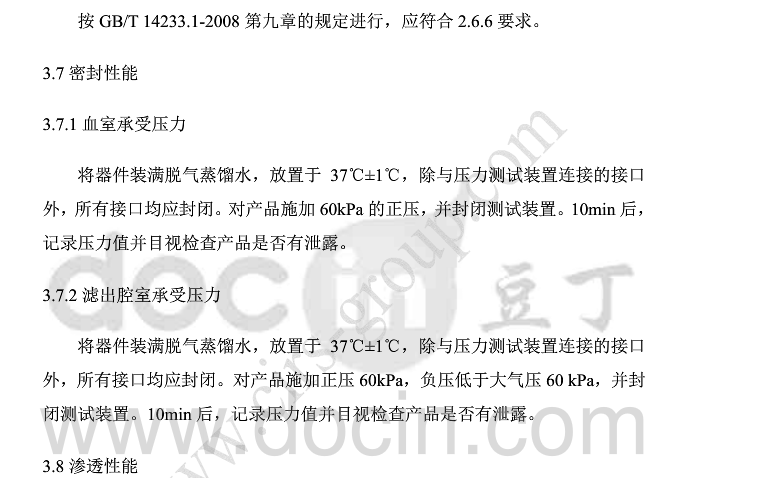 按 GB/T 14233.1-2008 第九章的规定进行，应符合 2.6.6 要求。
3.7 密封性能
3.7.1 血室承受压力
将器件装满脱气蒸馏水，放置于 37℃±1℃，除与压力测试装置连接的接口
外，所有接口均应封闭。对产品施加 60kPa 的正压，并封闭测试装置。10min 后，
记录压力值并目视检查产品是否有泄露。
3.7.2 滤出腔室承受压力
将器件装满脱气蒸馏水，放置于 37℃±1℃，除与压力测试装置连接的接口
外，所有接口均应封闭。对产品施加正压 60kPa，负压低于大气压 60 kPa，并封
闭测试装置。10min 后，记录压力值并目视检查产品是否有泄露。
3.8 渗透性能
docin 豆丁
www.docin.com
www.cirs-group.com